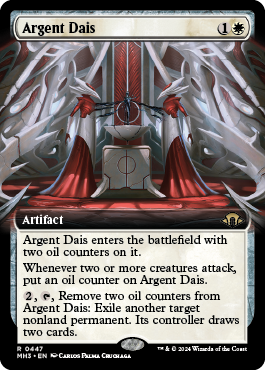 Argent Dais 1
Artifact
Argent Dais enters the battlefield with
two oil counters on it.
Whenever two or more creatures attack,
put an oil counter on Argent Dais.
2, , Remove two oil counters from
Argent Dais: Exile another target
nonland permanent. Its controller draws
two cards.
R 0447
MH3 • EN Carlos Palma Cruchaga
™ & © 2024 Wizards of the Coast